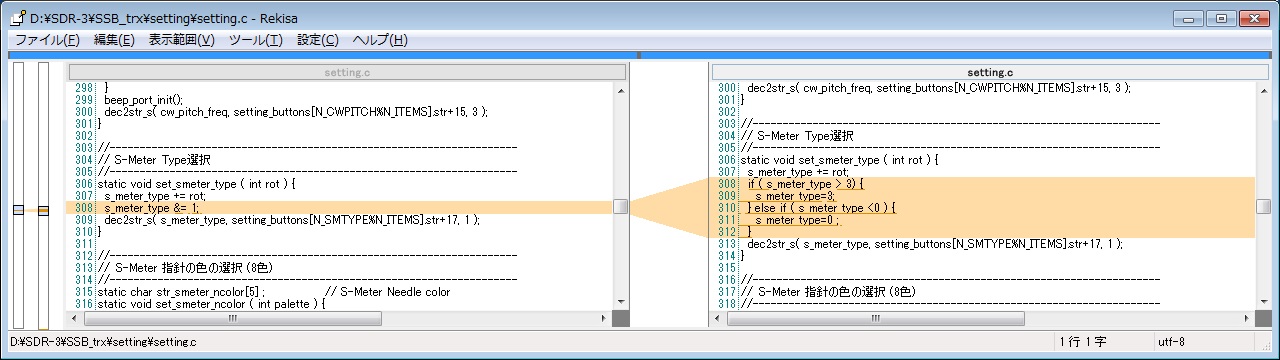 D:¥SDR-3¥SSB_trx¥setting¥setting.c - Rekisa
ファイル(F) 編集(E) 表示範囲(V) ツール(T) 設定(C) ヘルプ(H)
setting.c
298 }
299 beep_port_init();
300 dec2str_s( cw_pitch_freq, setting_buttons[N_CWPITCH%N_ITEMS].str+15, 3 );
301 }
302
303 //--------------------------------------------------------------------
304 // S-Meter Type選択
305 //--------------------------------------------------------------------
306 static void set_smeter_type ( int rot ) {
307 s_meter_type += rot;
308 s_meter_type &= 1;
309 dec2str_s( s_meter_type, setting_buttons[N_SMTYPE%N_ITEMS].str+17, 1 );
310 }
311
312 //--------------------------------------------------------------------
313 // S-Meter 指針の色の選択 (8色)
314 //--------------------------------------------------------------------
315 static char str_smeter_ncolor[5] ; // S-Meter Needle color
316 static void set_smeter_ncolor ( int palette ) {
setting.c
300 dec2str_s( cw_pitch_freq, setting_buttons[N_CWPITCH%N_ITEMS].str+15, 3 );
301 }
302
303 //--------------------------------------------------------------------
304 // S-Meter Type選択
305 //--------------------------------------------------------------------
306 static void set_smeter_type ( int rot ) {
307 s_meter_type += rot;
308 if ( s_meter_type > 3) {
309 s_meter_type=3;
310 } else if ( s_meter_type <0 ) {
311 s_meter_type=0 ;
312 }
313 dec2str_s( s_meter_type, setting_buttons[N_SMTYPE%N_ITEMS].str+17, 1 );
314 }
315
316 //--------------------------------------------------------------------
317 // S-Meter 指針の色の選択 (8色)
318 //--------------------------------------------------------------------
D:¥SDR-3¥SSB_trx¥setting¥setting.c 1 行 1 字 utf-8